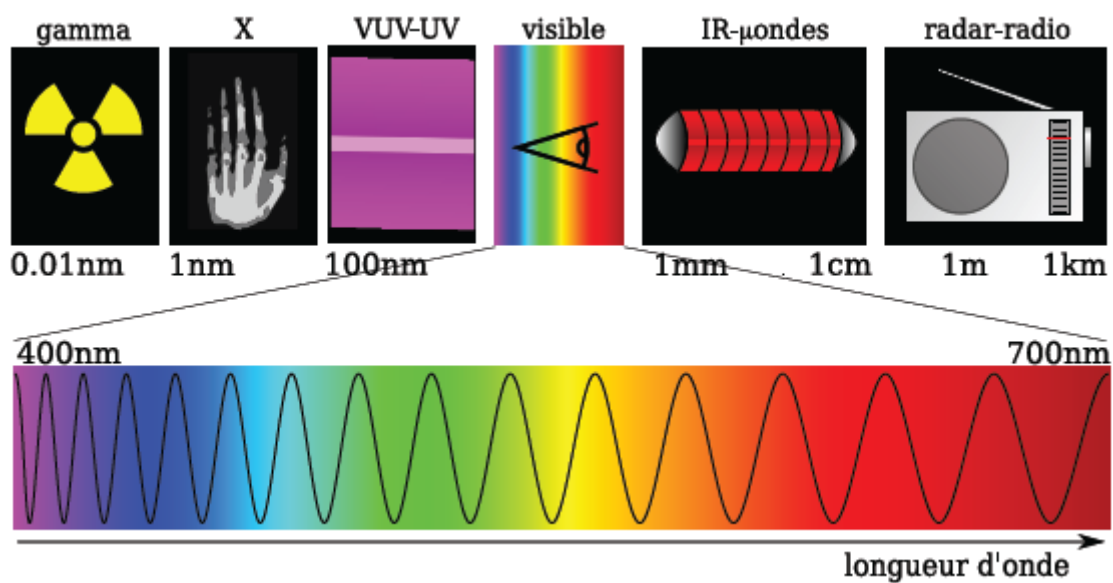 gamma X VUV-UV visible IR-μondes radar-radio
0.01nm 1nm 100nm 1mm 1cm 1m 1km
400nm 700nm
longueur d'onde